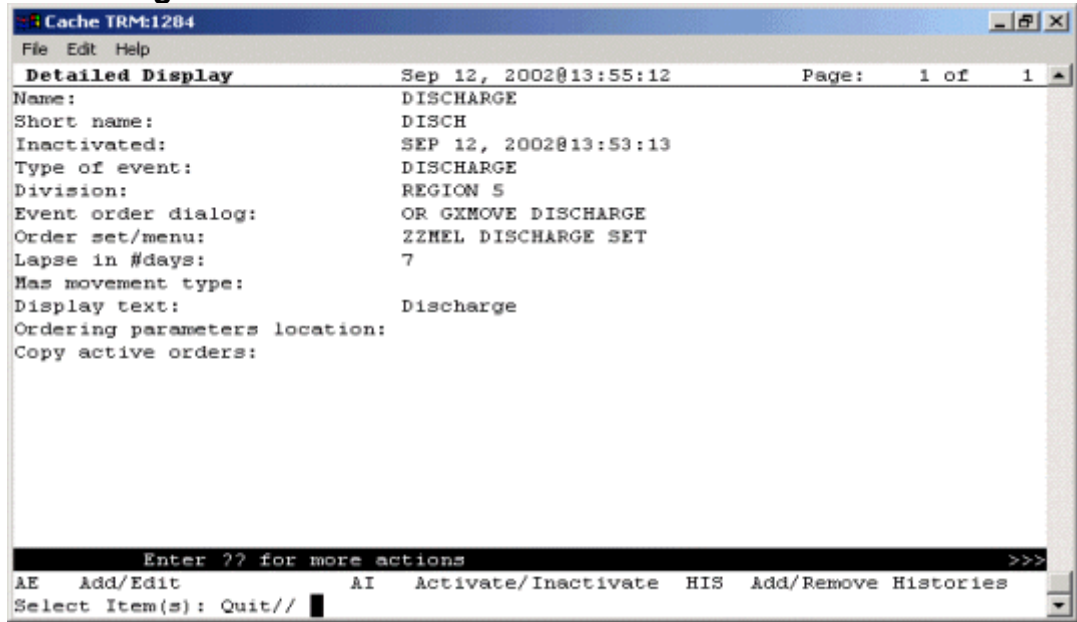 Cache TRM:1284
File Edit Help
Detailed Display Sep 12, 2002@13:55:12 Page: 1 of 1
Name: DISCHARGE
Short name: DISCH
Inactivated: SEP 12, 2002@13:53:13
Type of event: DISCHARGE
Division: REGION 5
Event order dialog: OR GXMOVE DISCHARGE
Order set/menu: ZZMEL DISCHARGE SET
Lapse in #days: 7
Mas movement type:
Display text: Discharge
Ordering parameters location:
Copy active orders:
Enter ?? for more actions >>>
AE Add/Edit AI Activate/Inactivate HIS Add/Remove Histories
Select Item(s): Quit//